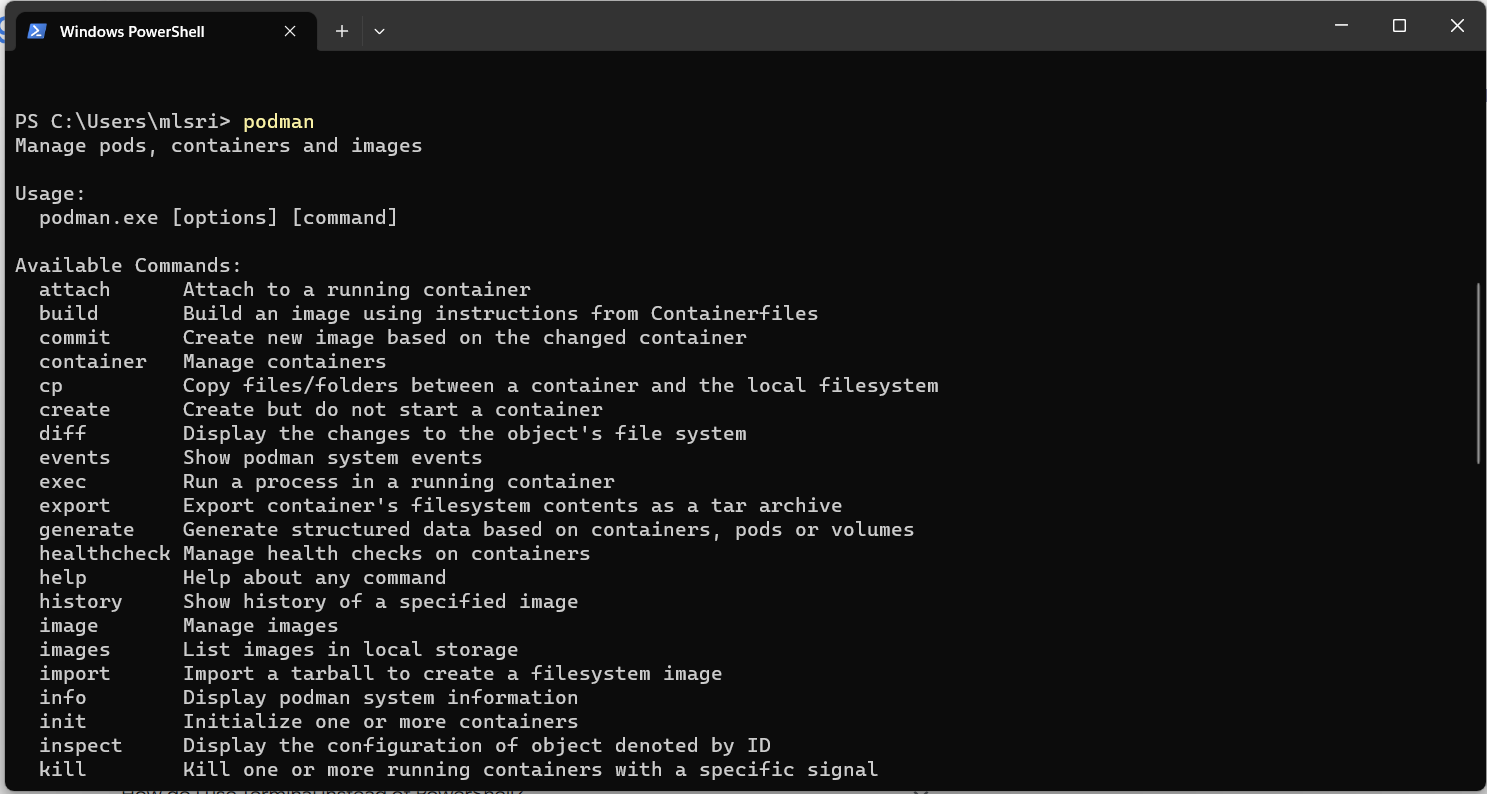 Windows PowerShell
PS C:\Users\mlsri> podman
Manage pods, containers and images
Usage:
podman.exe [options] [command]
Available Commands:
attach Attach to a running container
build Build an image using instructions from Containerfiles
commit Create new image based on the changed container
container Manage containers
cp Copy files/folders between a container and the local filesystem
create Create but do not start a container
diff Display the changes to the object's file system
events Show podman system events
exec Run a process in a running container
export Export container's filesystem contents as a tar archive
generate Generate structured data based on containers, pods or volumes
healthcheck Manage health checks on containers
help Help about any command
history Show history of a specified image
image Manage images
images List images in local storage
import Import a tarball to create a filesystem image
info Display podman system information
init Initialize one or more containers
inspect Display the configuration of object denoted by ID
kill Kill one or more running containers with a specific signal
How do I use Terminal instead of PowerShell?